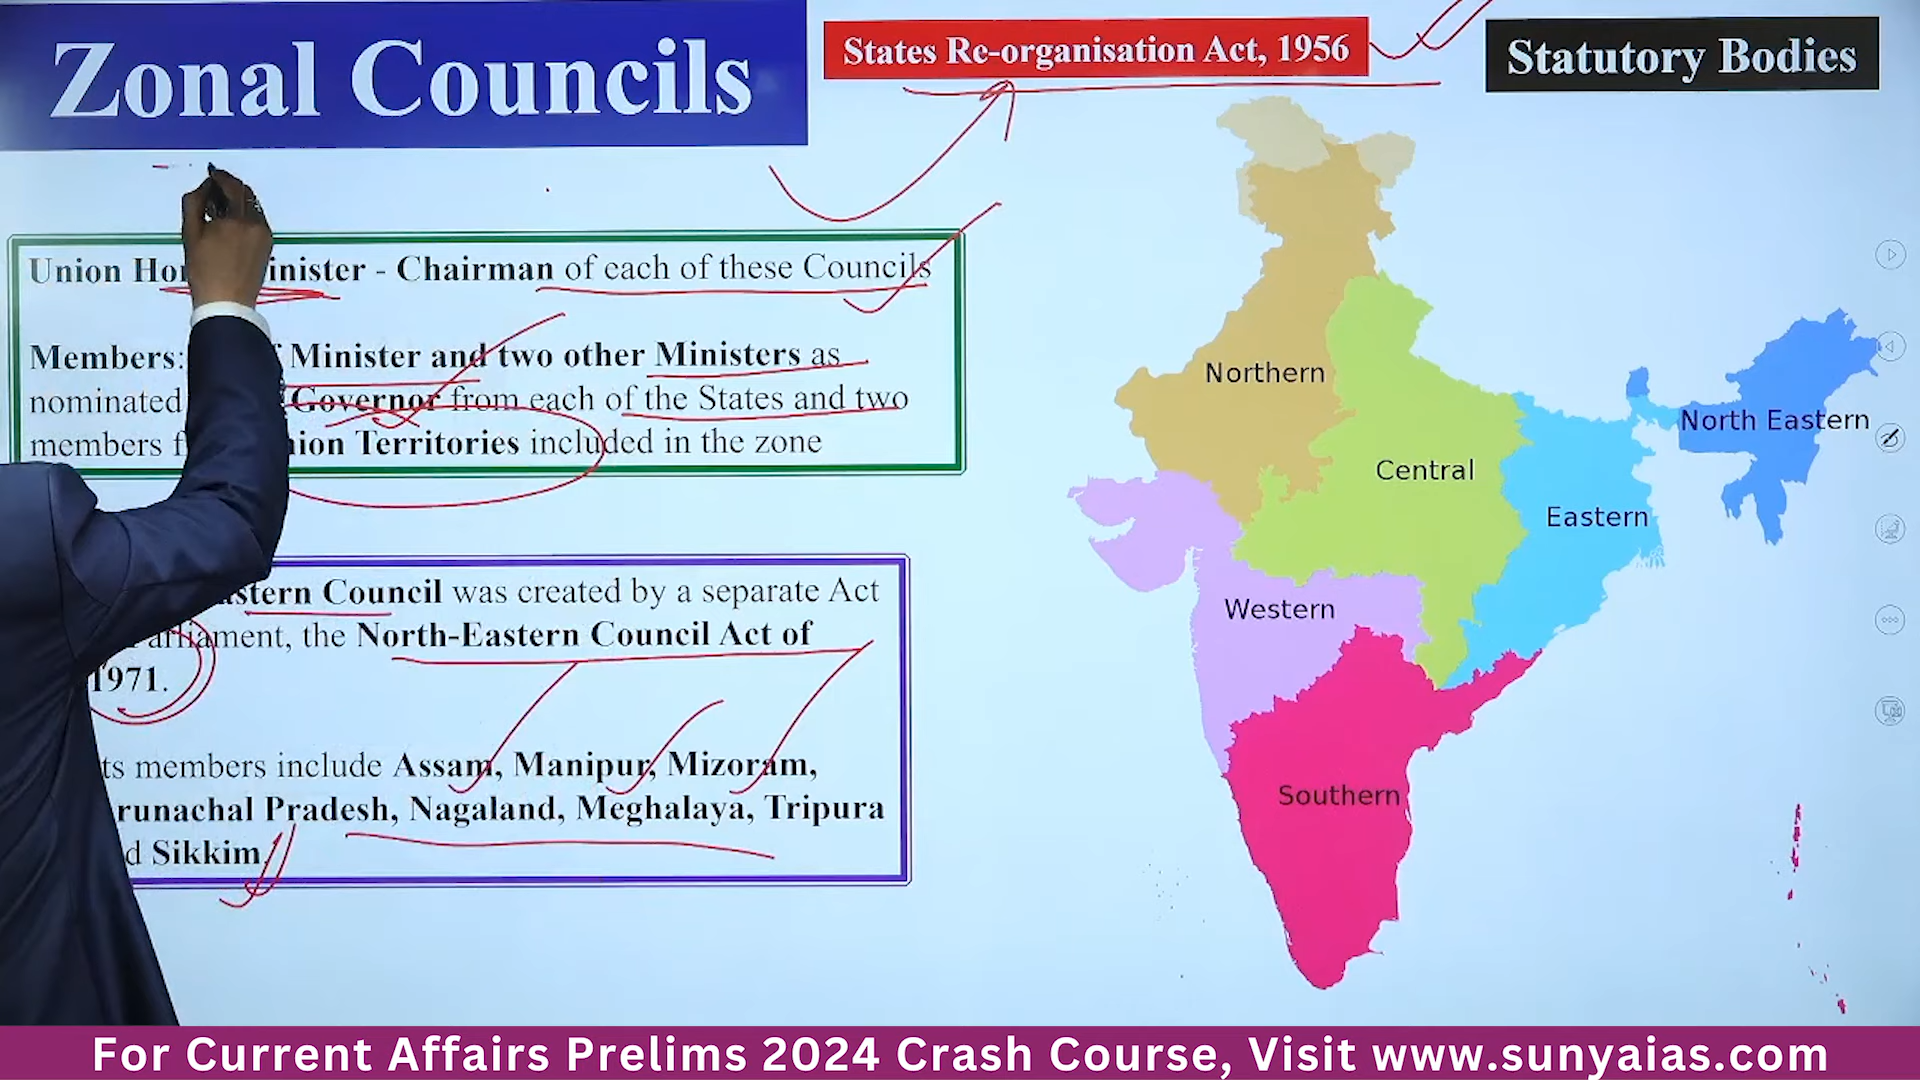 Zonal Councils
States Re-organisation Act, 1956
Statutory Bodies
Union inister - Chairman of each of these Councils
Members: Minister and two other Ministers as
nominated Governor from each of the States and two
members Territories included in the zone
stern Council was created by a separate Act
arliament, the North-Eastern Council Act of
1971.
ts members include Assam, Manipur, Mizoram,
runachal Pradesh, Nagaland, Meghalaya, Tripura
d Sikkim.
Northern
Central
North Eastern
Eastern
Western
Southern
For Current Affairs Prelims 2024 Crash Course, Visit www.sunyaias.com